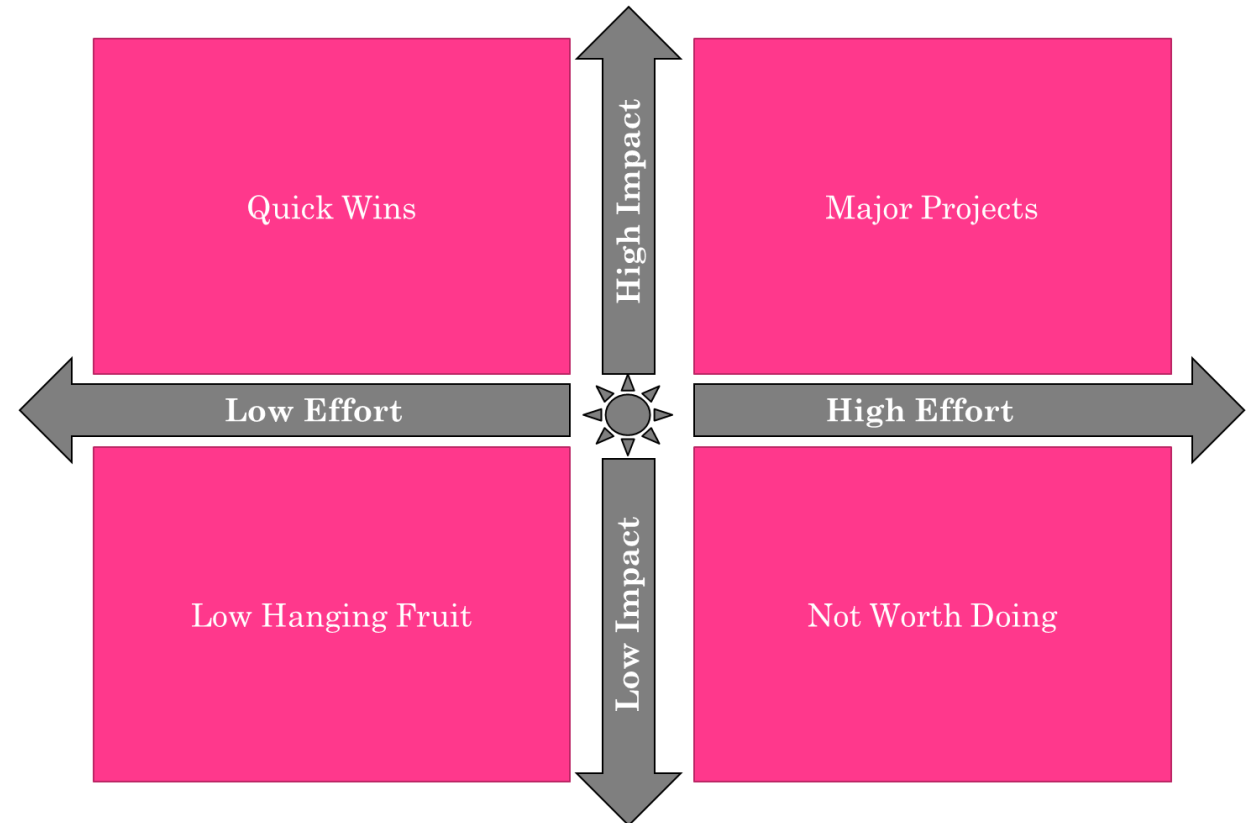 High Impact
Quick Wins
Major Projects
Low Effort
High Effort
Low Impact
Low Hanging Fruit
Not Worth Doing